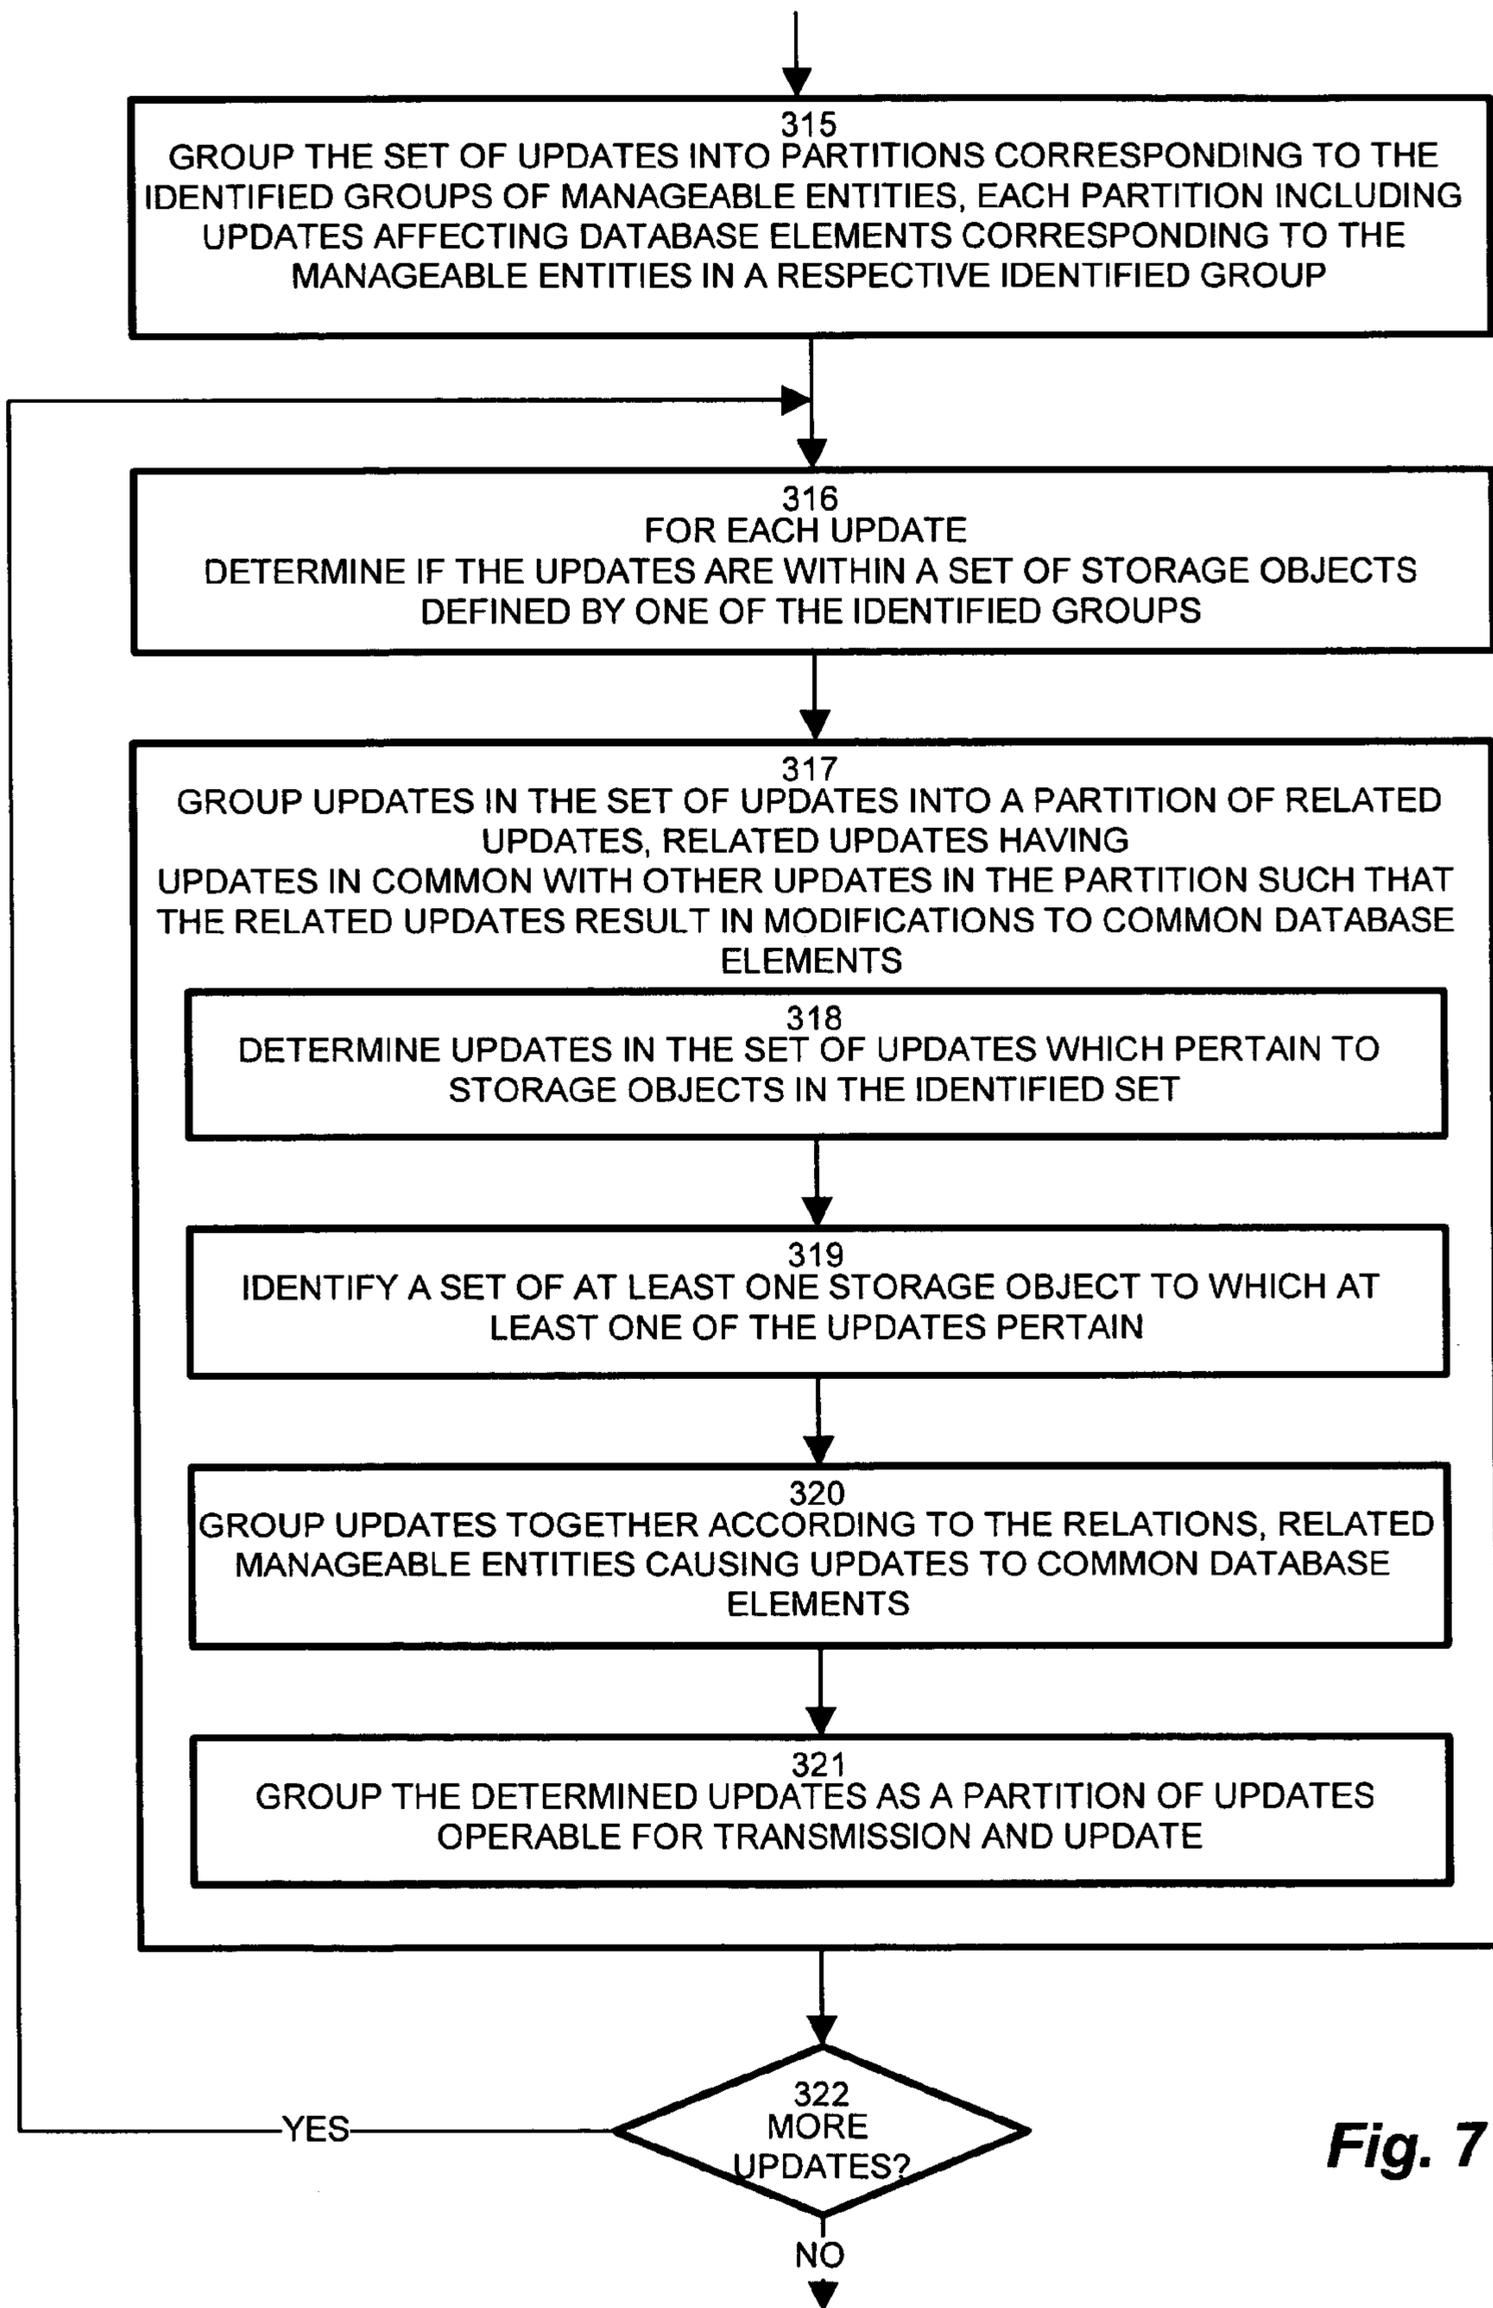 315
GROUP THE SET OF UPDATES INTO PARTITIONS CORRESPONDING TO THE
IDENTIFIED GROUPS OF MANAGEABLE ENTITIES, EACH PARTITION INCLUDING
UPDATES AFFECTING DATABASE ELEMENTS CORRESPONDING TO THE
MANAGEABLE ENTITIES IN A RESPECTIVE IDENTIFIED GROUP
316
FOR EACH UPDATE
DETERMINE IF THE UPDATES ARE WITHIN A SET OF STORAGE OBJECTS
DEFINED BY ONE OF THE IDENTIFIED GROUPS
317
GROUP UPDATES IN THE SET OF UPDATES INTO A PARTITION OF RELATED
UPDATES, RELATED UPDATES HAVING
UPDATES IN COMMON WITH OTHER UPDATES IN THE PARTITION SUCH THAT
THE RELATED UPDATES RESULT IN MODIFICATIONS TO COMMON DATABASE
ELEMENTS
318
DETERMINE UPDATES IN THE SET OF UPDATES WHICH PERTAIN TO
STORAGE OBJECTS IN THE IDENTIFIED SET
319
IDENTIFY A SET OF AT LEAST ONE STORAGE OBJECT TO WHICH AT
LEAST ONE OF THE UPDATES PERTAIN
320
GROUP UPDATES TOGETHER ACCORDING TO THE RELATIONS, RELATED
MANAGEABLE ENTITIES CAUSING UPDATES TO COMMON DATABASE
ELEMENTS
321
GROUP THE DETERMINED UPDATES AS A PARTITION OF UPDATES
OPERABLE FOR TRANSMISSION AND UPDATE
322
MORE
UPDATES?
YES
NO
Fig. 7